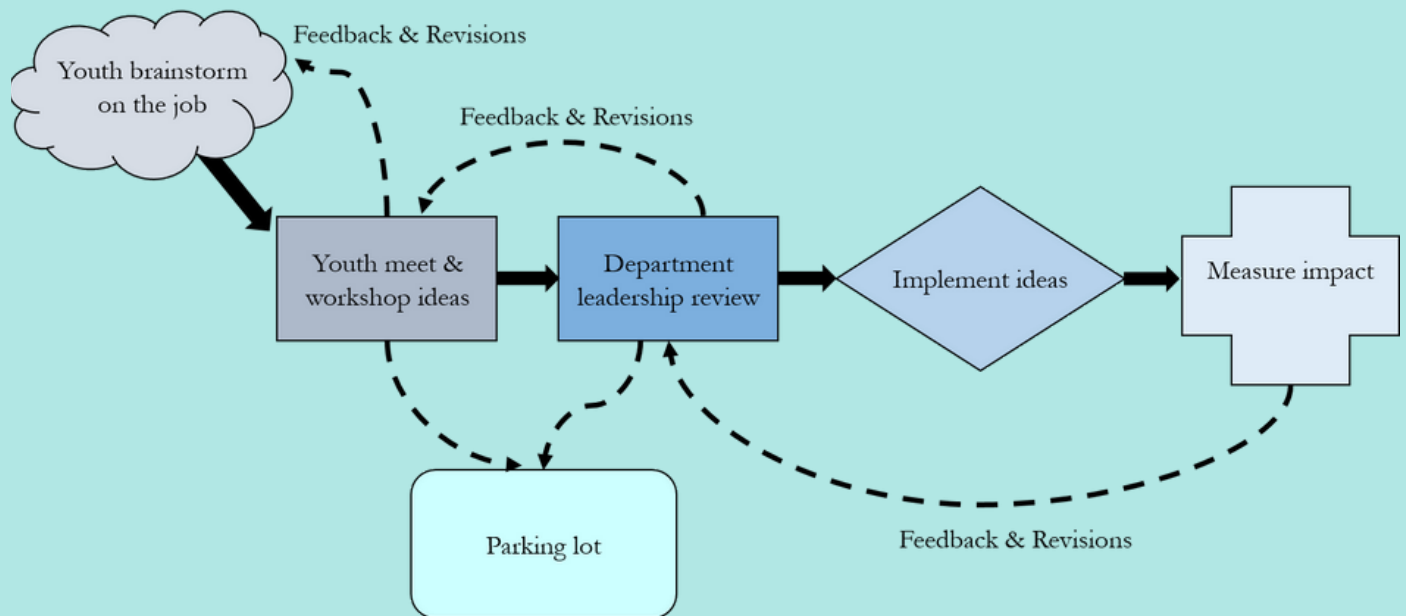 Feedback & Revisions
Youth brainstorm
on the job
Feedback & Revisions
Youth meet &
workshop ideas
Department
leadership review
Implement ideas
Measure impact
Parking lot
Feedback & Revisions